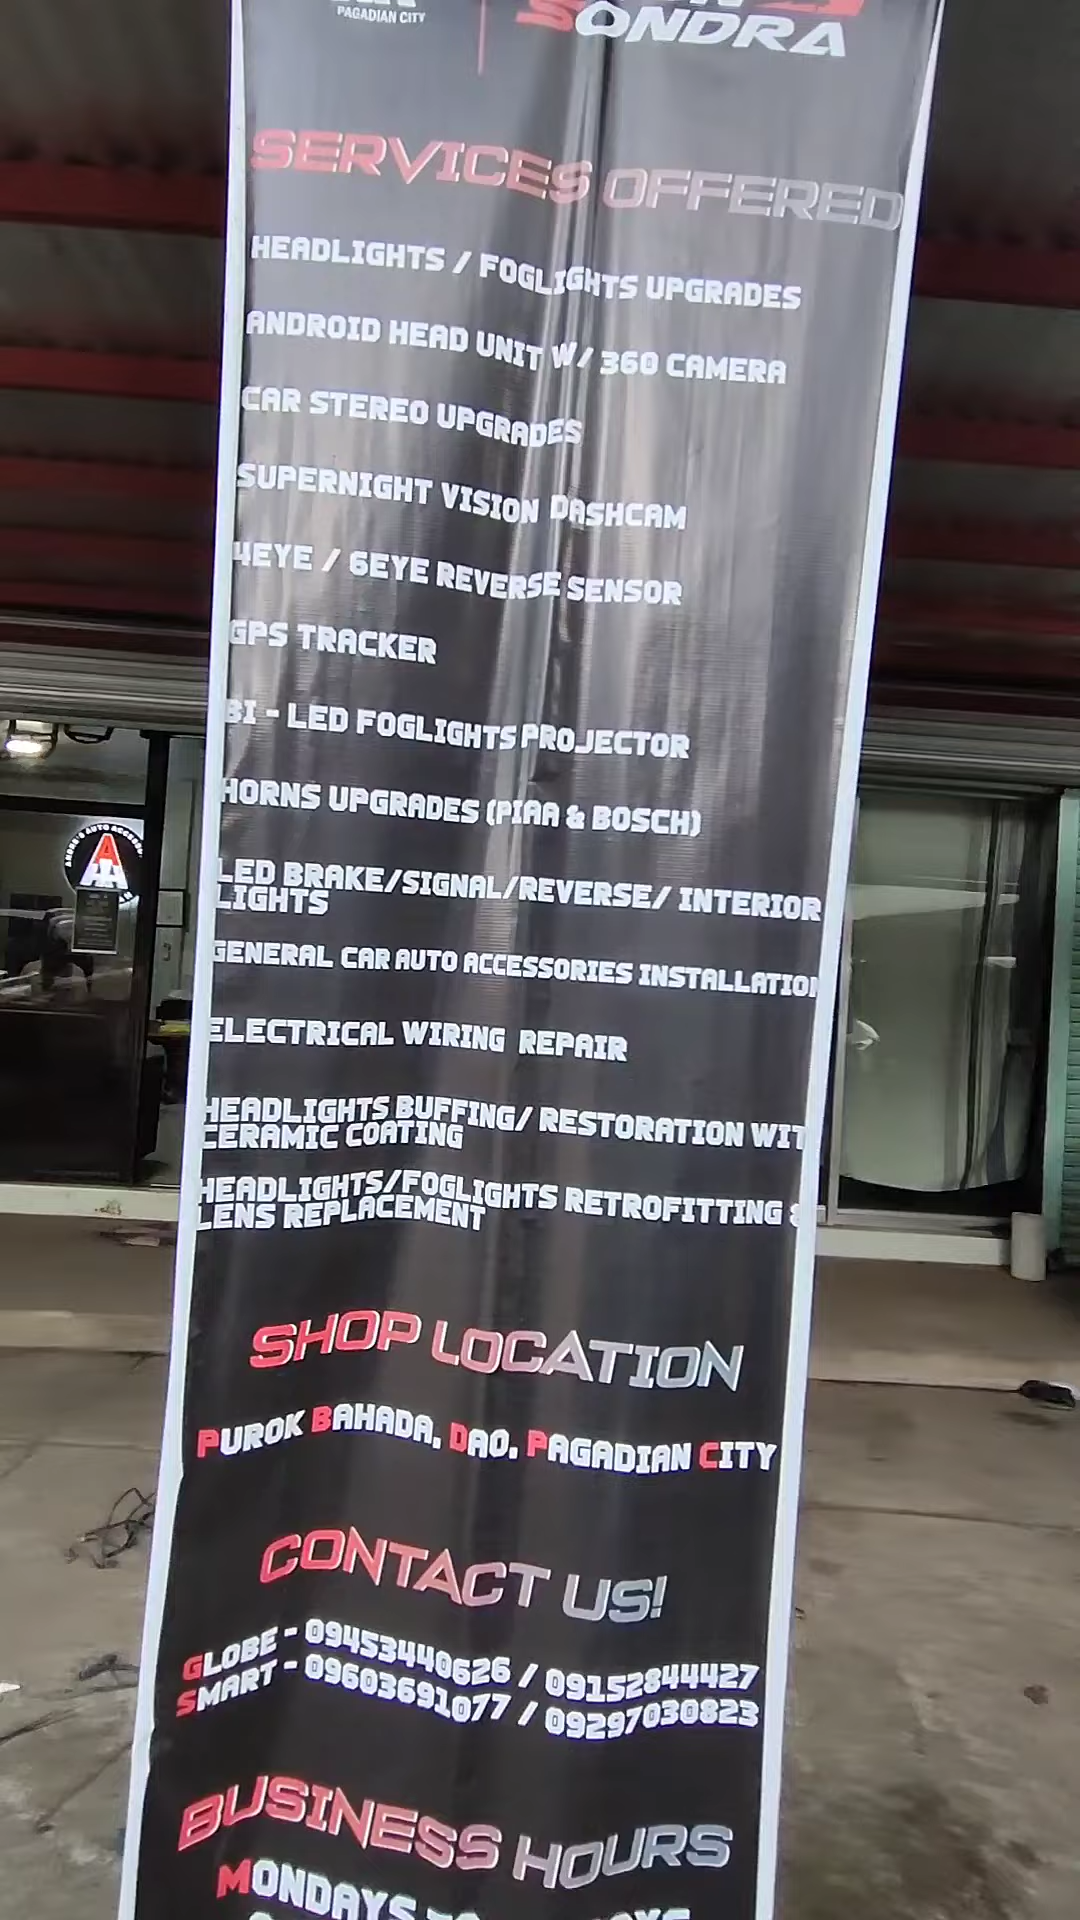 PAGADIAN CITY
SONDRA
SERVICES OFFERED
HEADLIGHTS / FOGLIGHTS UPGRADES
ANDROID HEAD UNIT W/ 360 CAMERA
CAR STEREO UPGRADES
SUPERNIGHT VISION DASHCAM
4EYE / 6EYE REVERSE SENSOR
GPS TRACKER
BI - LED FOGLIGHTS PROJECTOR
HORNS UPGRADES (PIAA & BOSCH)
LED BRAKE/SIGNAL/REVERSE/ INTERIOR
LIGHTS
GENERAL CAR AUTO ACCESSORIES INSTALLATION
ELECTRICAL WIRING REPAIR
HEADLIGHTS BUFFING/ RESTORATION WIT
CERAMIC COATING
HEADLIGHTS/FOGLIGHTS RETROFITTING &
LENS REPLACEMENT
SHOP LOCATION
PUROK BAHADA, DAO, PAGADIAN CITY
CONTACT US!
GLOBE - 09453440626 / 09152844427
SMART - 09603691077 / 09297030823
BUSINESS HOURS
MONDAYS